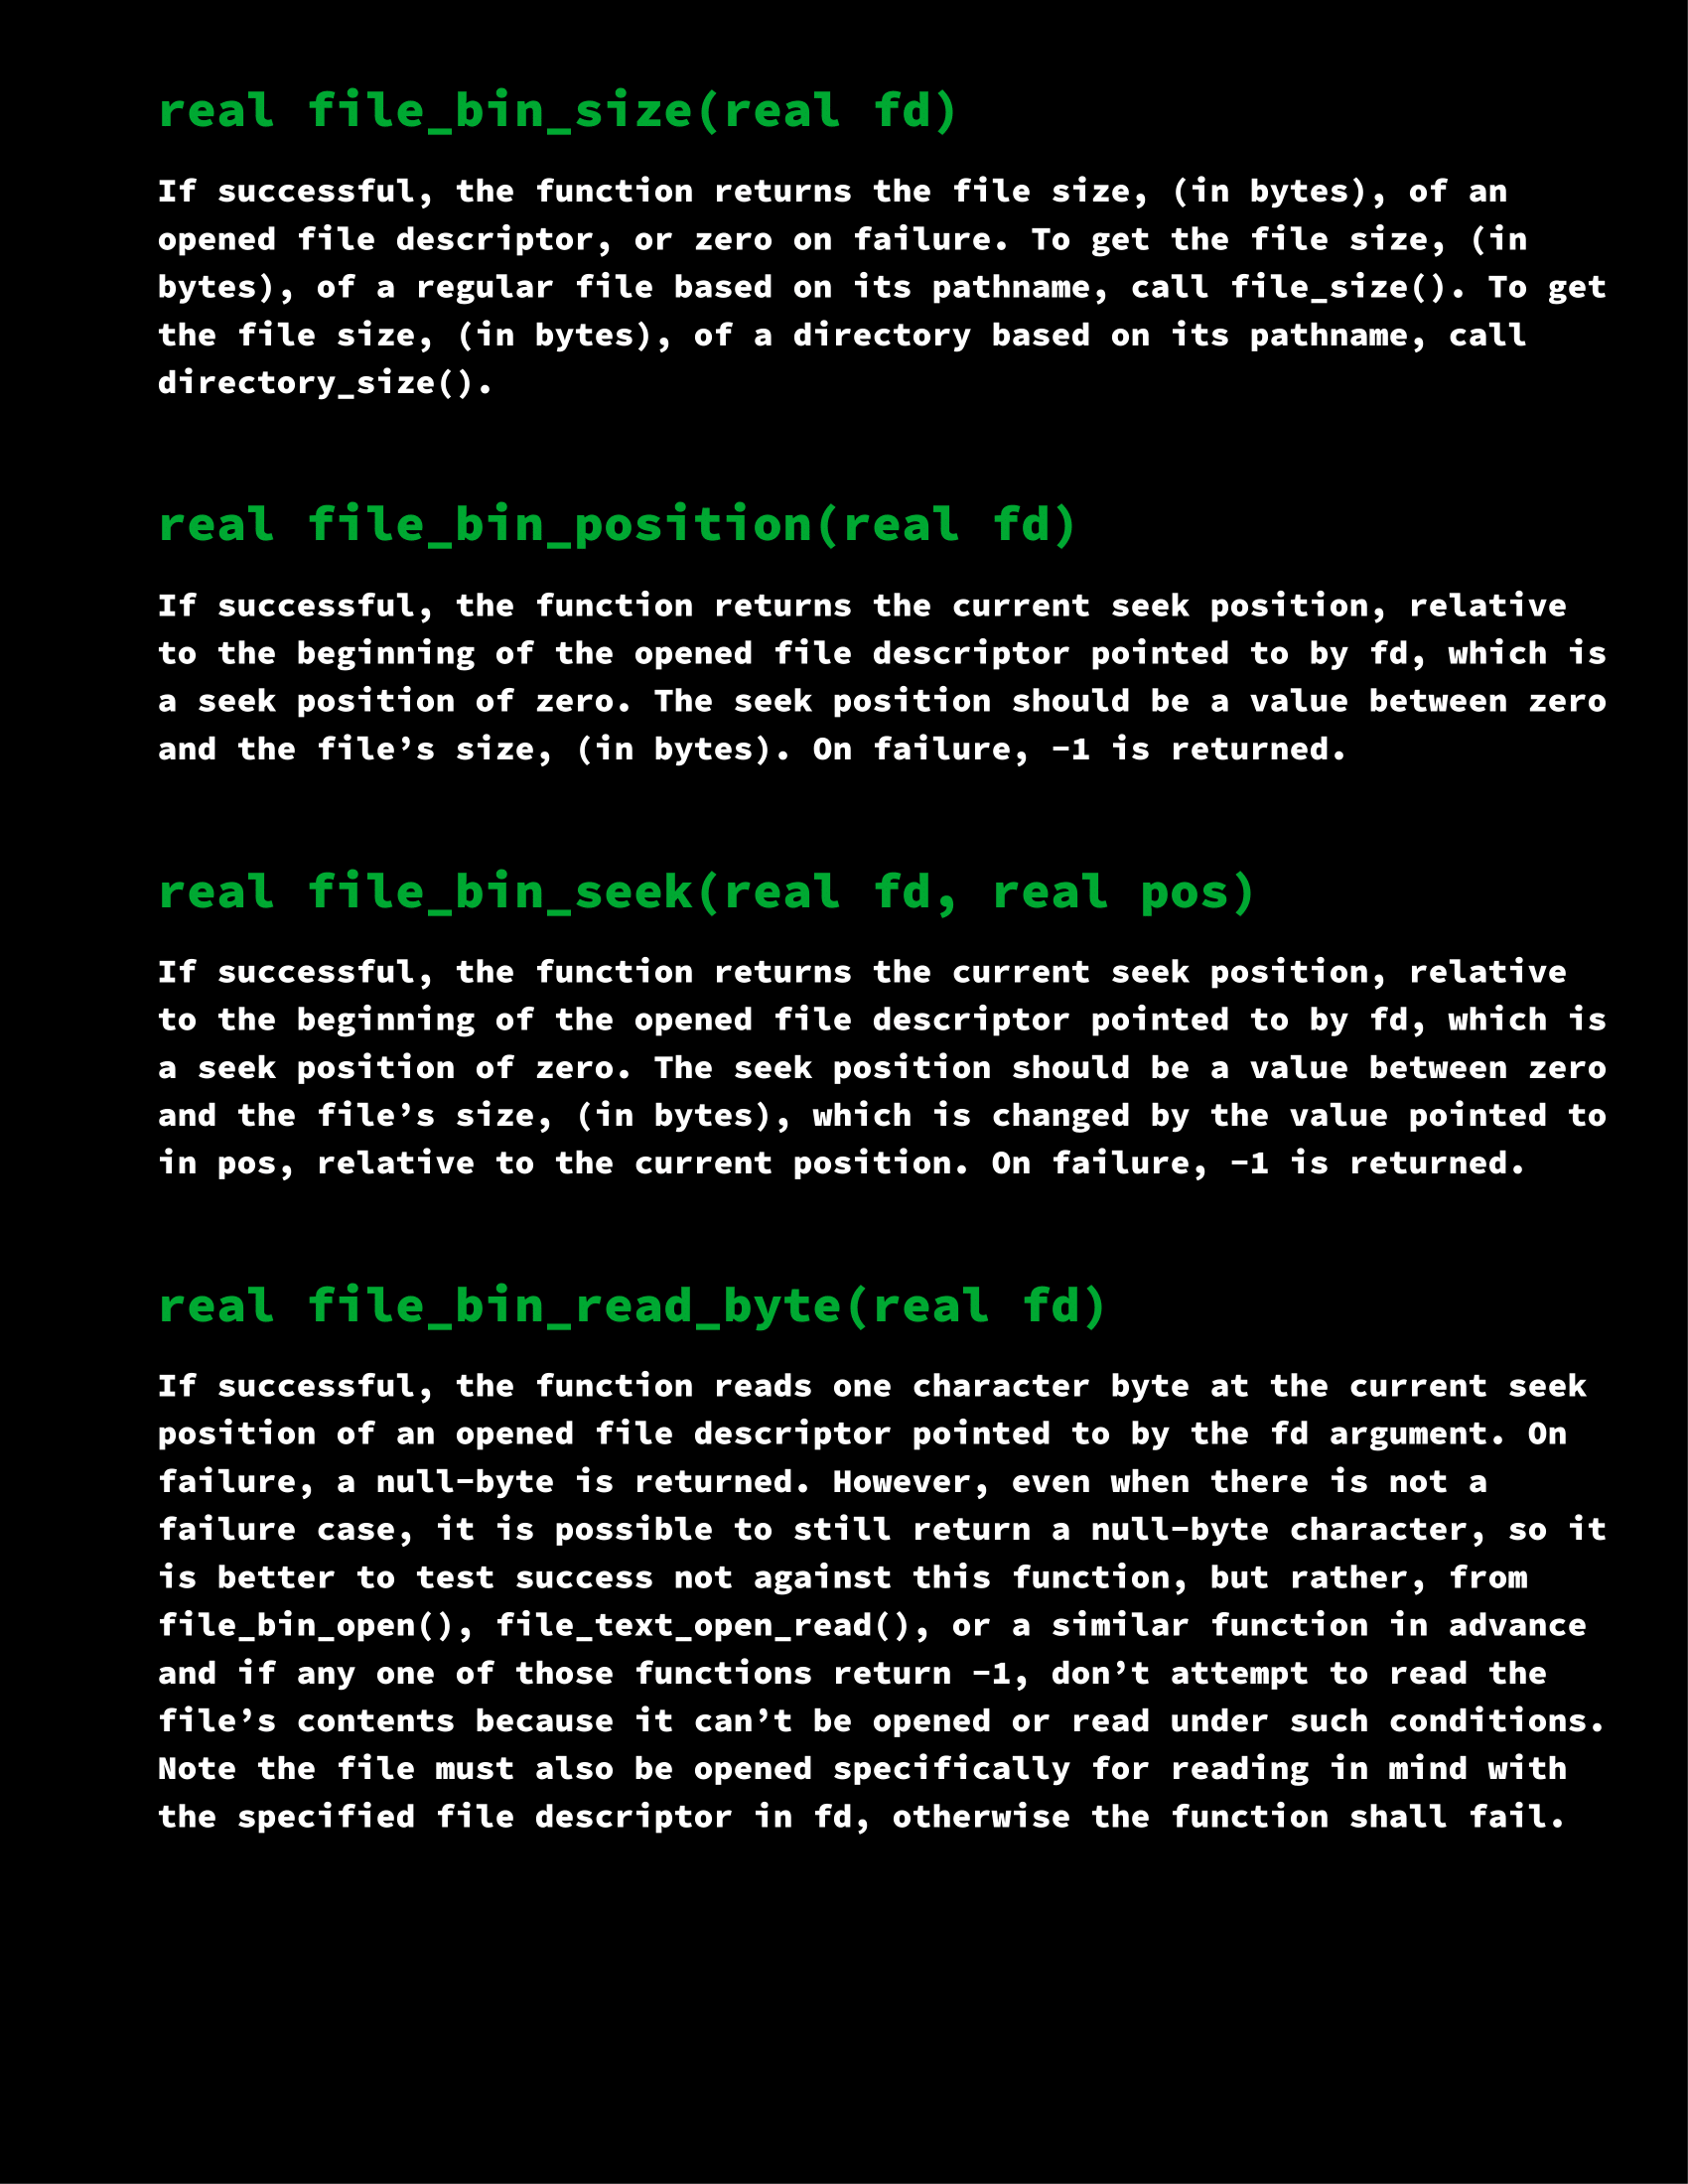 real file_bin_size(real fd)
If successful, the function returns the file size, (in bytes), of an
opened file descriptor, or zero on failure. To get the file size, (in
bytes), of a regular file based on its pathname, call file_size(). To get
the file size, (in bytes), of a directory based on its pathname, call
directory_size().
real file_bin_position(real fd)
If successful, the function returns the current seek position, relative
to the beginning of the opened file descriptor pointed to by fd, which is
a seek position of zero. The seek position should be a value between zero
and the file’s size, (in bytes). On failure, -1 is returned.
real file_bin_seek(real fd, real pos)
If successful, the function returns the current seek position, relative
to the beginning of the opened file descriptor pointed to by fd, which is
a seek position of zero. The seek position should be a value between zero
and the file’s size, (in bytes), which is changed by the value pointed to
in pos, relative to the current position. On failure, -1 is returned.
real file_bin_read_byte(real fd)
If successful, the function reads one character byte at the current seek
position of an opened file descriptor pointed to by the fd argument. On
failure, a null-byte is returned. However, even when there is not a
failure case, it is possible to still return a null-byte character, so it
is better to test success not against this function, but rather, from
file_bin_open(), file_text_open_read(), or a similar function in advance
and if any one of those functions return -1, don’t attempt to read the
file’s contents because it can’t be opened or read under such conditions.
Note the file must also be opened specifically for reading in mind with
the specified file descriptor in fd, otherwise the function shall fail.